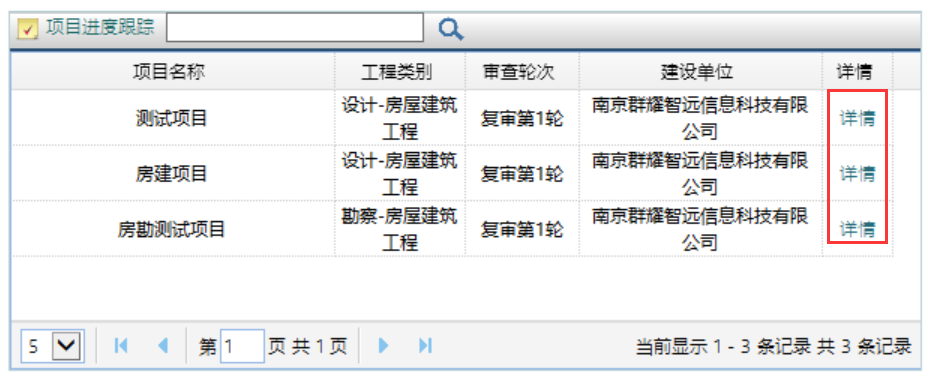 项目进度跟踪
项目名称 工程类别 审查轮次 建设单位 详情
测试项目 设计-房屋建筑工程 复审第1轮 南京群耀智远信息科技有限公司 详情
房建项目 设计-房屋建筑工程 复审第1轮 南京群耀智远信息科技有限公司 详情
房勘测试项目 勘察-房屋建筑工程 复审第1轮 南京群耀智远信息科技有限公司 详情
5 第 1 页 共 1 页 当前显示 1 - 3 条记录 共 3 条记录